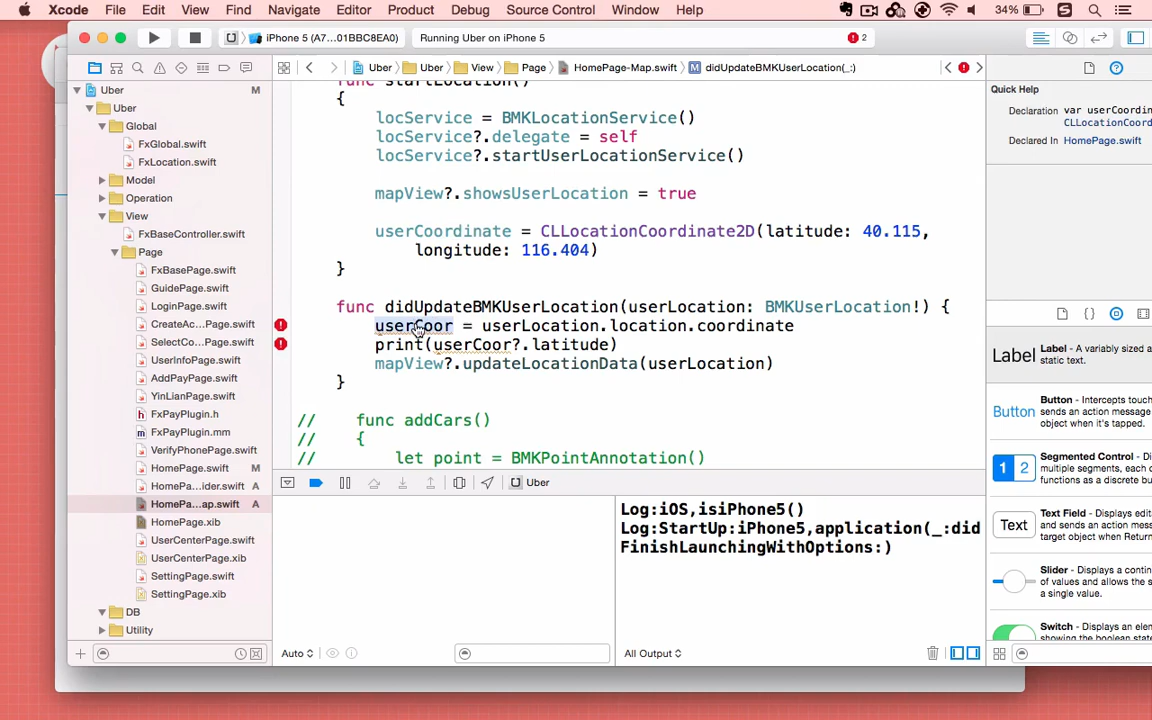 Xcode File Edit View Find Navigate Editor Product Debug Source Control Window Help 34%
iPhone 5 (A7...01BBC8EA0) Running Uber on iPhone 5 2
Uber Uber View Page HomePage-Map.swift didUpdateBMKUserLocation(_:)
Uber M
Uber
Global
FxGlobal.swift
FxLocation.swift
Model
Operation
View
FxBaseController.swift
Page
FxBasePage.swift
GuidePage.swift
LoginPage.swift
CreateAc...Page.swift
SelectCo...Page.swift
UserInfoPage.swift
AddPayPage.swift
YinLianPage.swift
FxPayPlugin.h
FxPayPlugin.mm
VerifyPhonePage.swift
HomePage.swift M
HomePa...ider.swift A
HomePa...ap.swift A
HomePage.xib
UserCenterPage.swift
UserCenterPage.xib
SettingPage.swift
SettingPage.xib
DB
Utility
func startLocation()
{
locService = BMKLocationService()
locService?.delegate = self
locService?.startUserLocationService()
mapView?.showsUserLocation = true
userCoordinate = CLLocationCoordinate2D(latitude: 40.115,
longitude: 116.404)
}
func didUpdateBMKUserLocation(userLocation: BMKUserLocation!) {
userCoor = userLocation.location.coordinate
print(userCoor?.latitude)
mapView?.updateLocationData(userLocation)
}
// func addCars()
// {
// let point = BMKPointAnnotation()
Uber
Log:iOS,isiPhone5()
Log:StartUp:iPhone5,application(_:did
FinishLaunchingWithOptions:)
Auto
All Output
Quick Help
Declaration var userCoordin
CLLocationCoord
Declared In HomePage.swift
Label Label - A variably sized a
static text.
Button Button - Intercepts touch
sends an action message
object when it's tapped.
1 2 Segmented Control - Di
multiple segments, each o
functions as a discrete bu
Text Text Field - Displays edit
and sends an action mess
target object when Return
Slider - Displays a contin
of values and allows the s
a single value.
Switch - Displays an elem
showing the boolean state